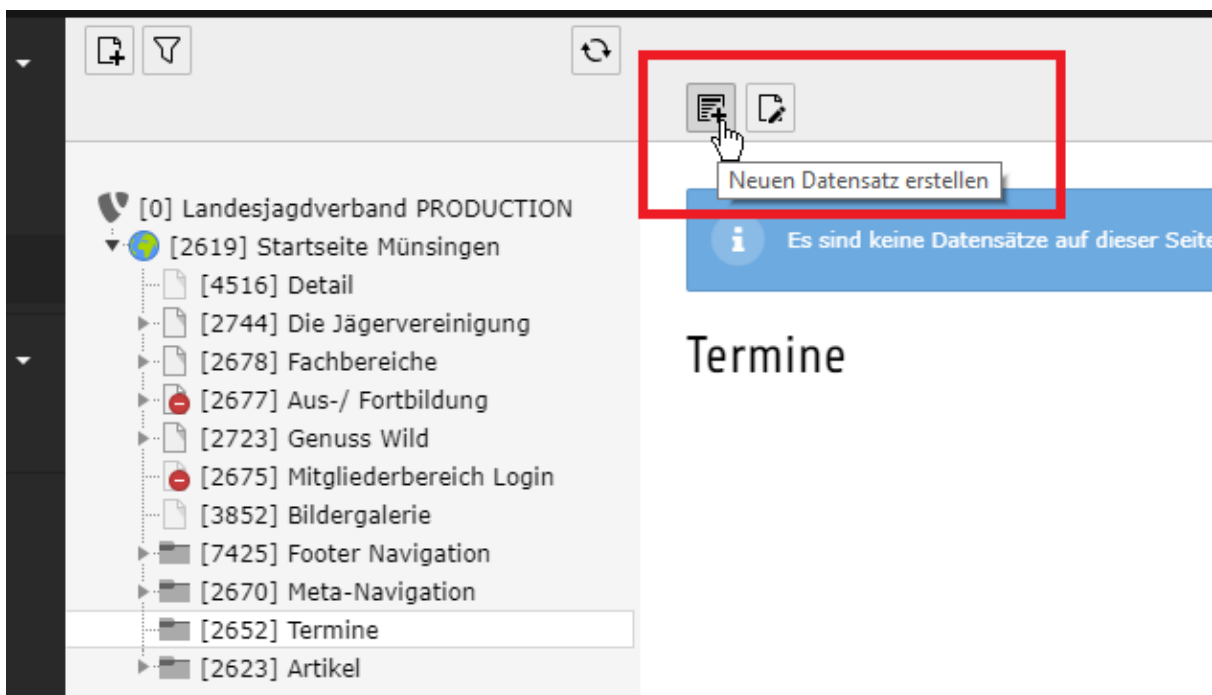 Neuen Datensatz erstellen
Es sind keine Datensätze auf dieser Seite
Termine
[0] Landesjagdverband PRODUCTION
[2619] Startseite Münsingen
[4516] Detail
[2744] Die Jägervereinigung
[2678] Fachbereiche
[2677] Aus-/ Fortbildung
[2723] Genuss Wild
[2675] Mitgliederbereich Login
[3852] Bildergalerie
[7425] Footer Navigation
[2670] Meta-Navigation
[2652] Termine
[2623] Artikel